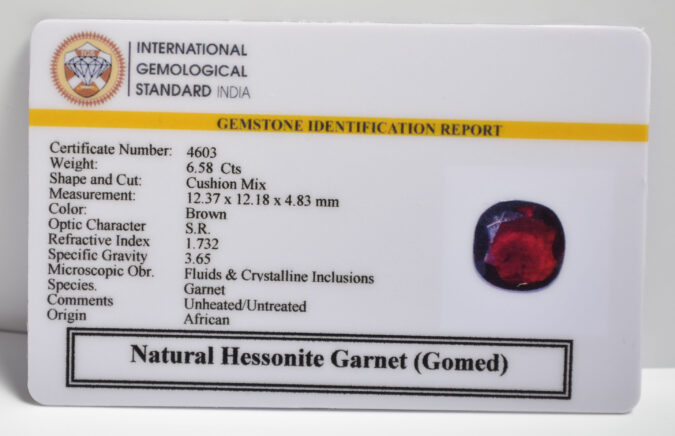 INTERNATIONAL
GEMOLOGICAL
STANDARD INDIA
GEMSTONE IDENTIFICATION REPORT
Certificate Number: 4603
Weight: 6.58 Cts
Shape and Cut: Cushion Mix
Measurement: 12.37 x 12.18 x 4.83 mm
Color: Brown
Optic Character S.R.
Refractive Index 1.732
Specific Gravity 3.65
Microscopic Obr. Fluids & Crystalline Inclusions
Species. Garnet
Comments Unheated/Untreated
Origin African
Natural Hessonite Garnet (Gomed)